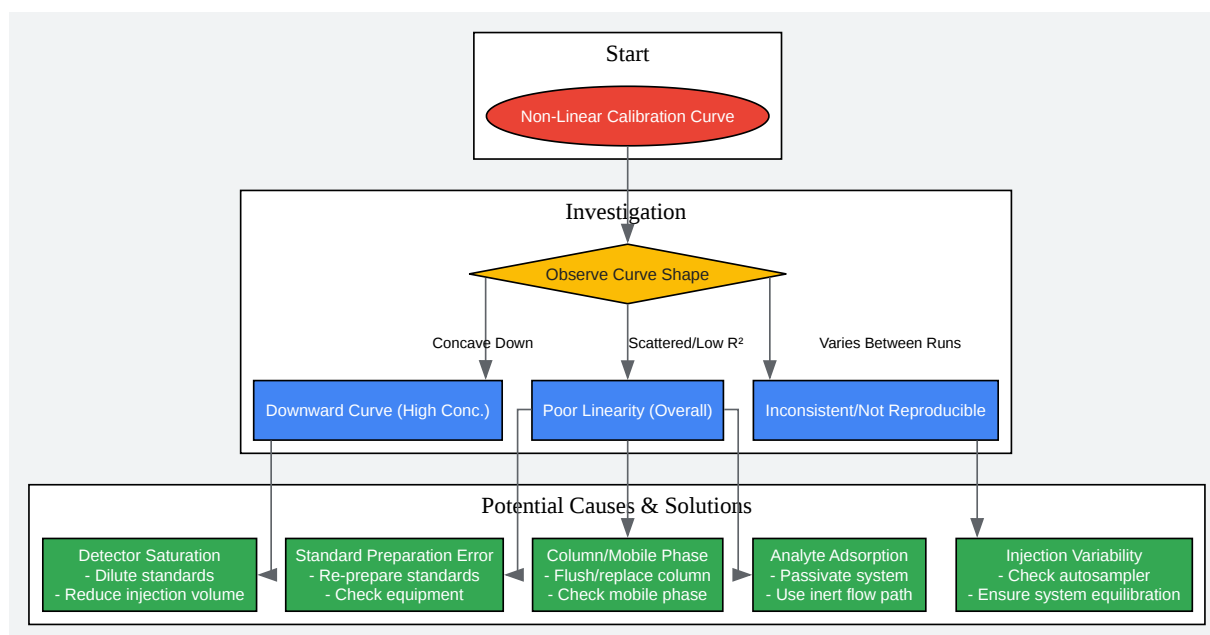 Start
Non-Linear Calibration Curve
Investigation
Observe Curve Shape
Concave Down
Scattered/Low R²
Varies Between Runs
Downward Curve (High Conc.)
Poor Linearity (Overall)
Inconsistent/Not Reproducible
Potential Causes & Solutions
Detector Saturation
- Dilute standards
- Reduce injection volume
Standard Preparation Error
- Re-prepare standards
- Check equipment
Column/Mobile Phase
- Flush/replace column
- Check mobile phase
Analyte Adsorption
- Passivate system
- Use inert flow path
Injection Variability
- Check autosampler
- Ensure system equilibration